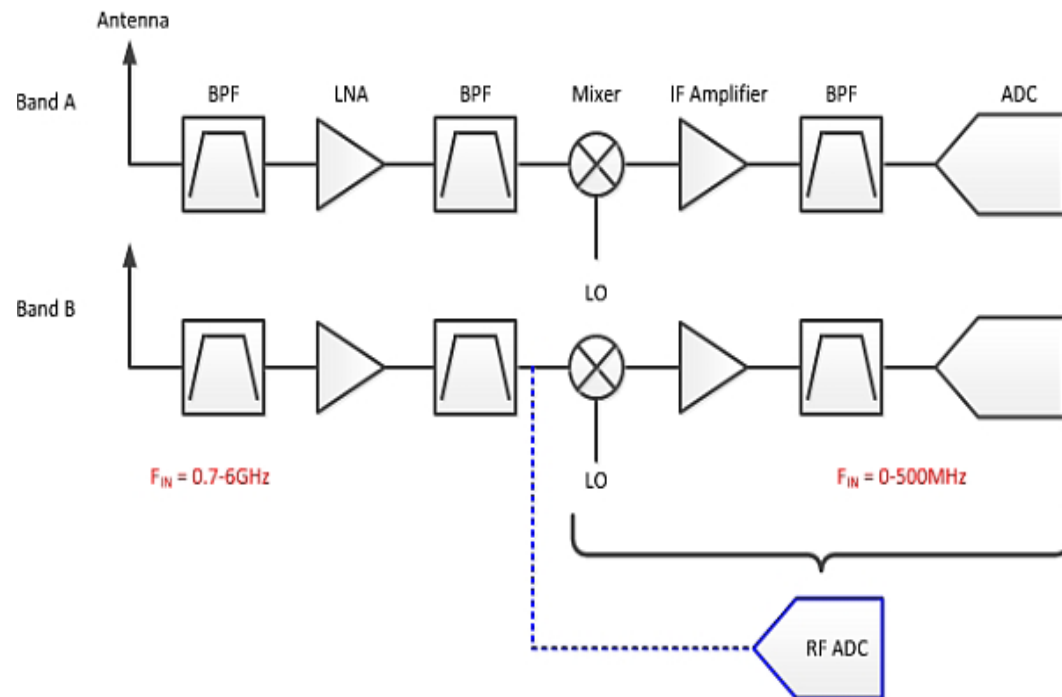 Antenna
Band A
BPF LNA BPF Mixer IF Amplifier BPF ADC
LO
Band B
LO
F_IN = 0.7-6GHz
F_IN = 0-500MHz
RF ADC